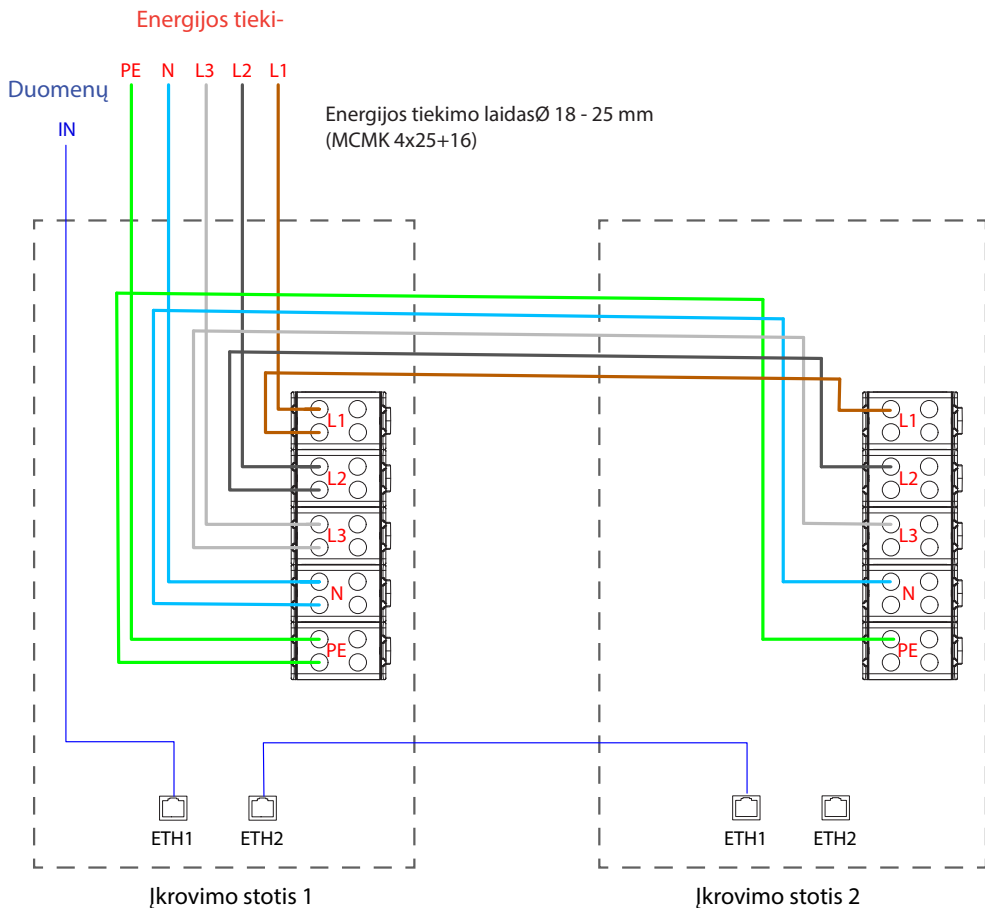 Energijos tieki-
PE N L3 L2 L1
Duomenų
IN
Energijos tiekimo laidasØ 18 - 25 mm
(MCMK 4x25+16)
L1
L2
L3
N
PE
L1
L2
L3
N
PE
ETH1 ETH2
ETH1 ETH2
Įkrovimo stotis 1
Įkrovimo stotis 2